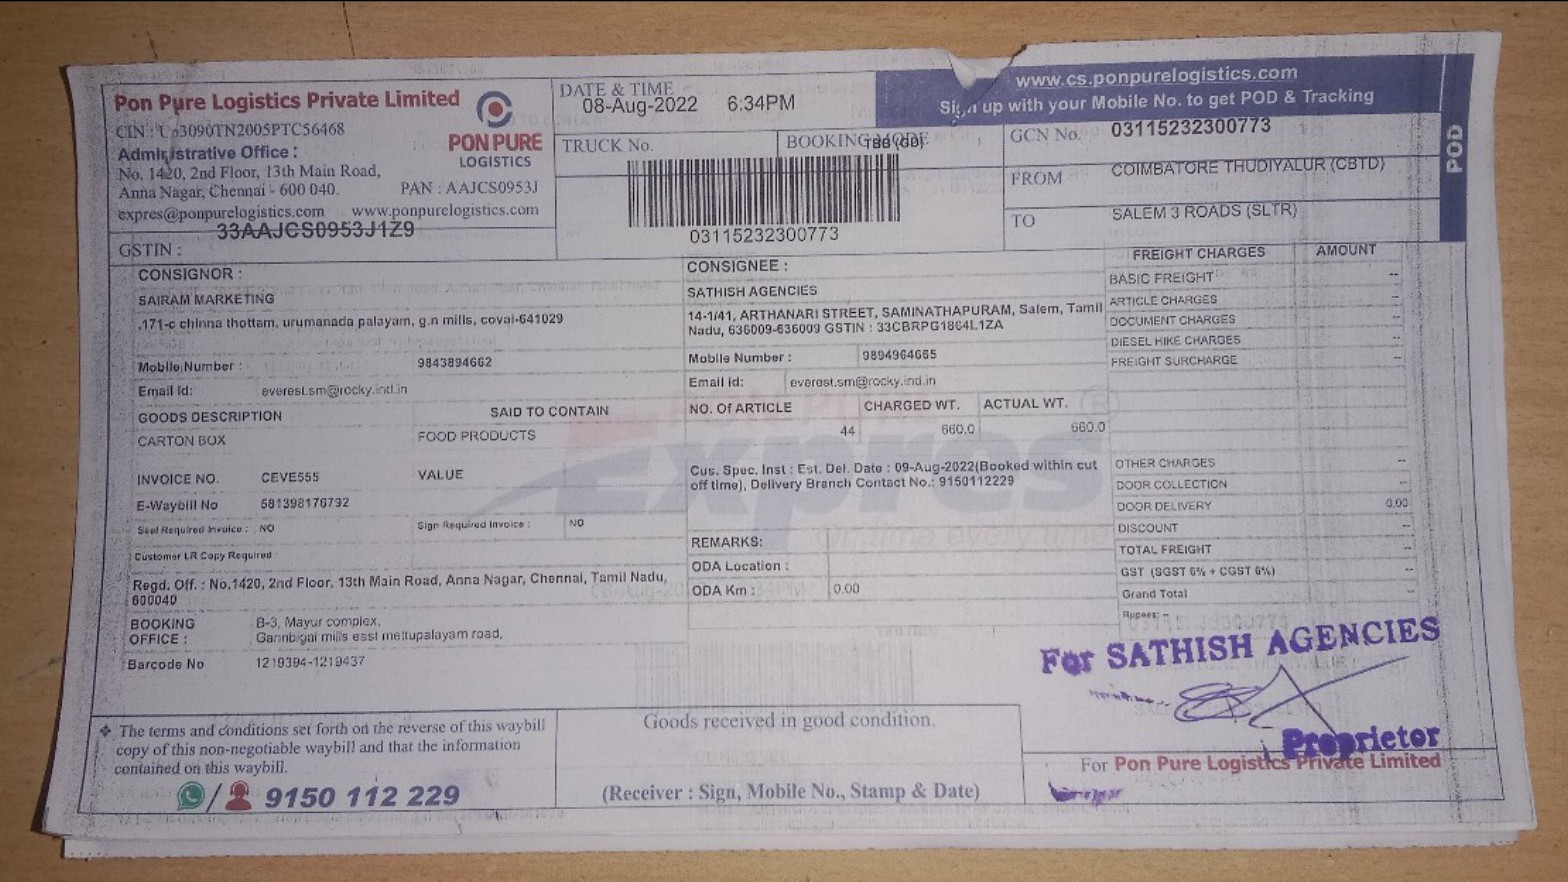 Pon Pure Logistics Private Limited
CIN : U63090TN2005PTC56468
Administrative Office :
No. 1420, 2nd Floor, 13th Main Road,
Anna Nagar, Chennai - 600 040.
PAN : AAJCS0953J
expres@ponpurelogistics.com www.ponpurelogistics.com
GSTIN : 33AAJCS0953J1Z9
PON PURE
LOGISTICS
DATE & TIME
08-Aug-2022 6:34PM
TRUCK No.
BOOKING MODE
TBB (GD)
03115232300773
www.cs.ponpurelogistics.com
Sign up with your Mobile No. to get POD & Tracking
GCN No. 03115232300773
FROM COIMBATORE THUDIYALUR (CBTD)
TO SALEM 3 ROADS (SLTR)
POD
CONSIGNOR :
SAIRAM MARKETING
,171-c chinna thottam, urumanada palayam, g.n mills, covai-641029
Mobile Number : 9843894662
Email Id: everest.sm@rocky.ind.in
GOODS DESCRIPTION SAID TO CONTAIN
CARTON BOX FOOD PRODUCTS
INVOICE NO. CEVE555 VALUE
E-Waybill No 581398176792
Seal Required Invoice : NO Sign Required Invoice : NO
Customer LR Copy Required
Regd. Off. : No,1420, 2nd Floor, 13th Main Road, Anna Nagar, Chennai, Tamil Nadu,
600040
BOOKING OFFICE : B-3, Mayur complex,
Gannbigai mills east mettupalayam road,
Barcode No 1219394-1219437
CONSIGNEE :
SATHISH AGENCIES
14-1/41, ARTHANARI STREET, SAMINATHAPURAM, Salem, Tamil
Nadu, 636009-636009 GSTIN : 33CBRPG1864L1ZA
Mobile Number : 9894964665
Email Id: everest.sm@rocky.ind.in
NO. Of ARTICLE CHARGED WT. ACTUAL WT.
44 660.0 660.0
Cus. Spec. Inst : Est. Del. Date : 09-Aug-2022(Booked within cut
off time), Delivery Branch Contact No.: 9150112229
REMARKS:
ODA Location :
ODA Km : 0.00
Expres
On time every time
FREIGHT CHARGES AMOUNT
BASIC FREIGHT --
ARTICLE CHARGES --
DOCUMENT CHARGES --
DIESEL HIKE CHARGES --
FREIGHT SURCHARGE --
OTHER CHARGES --
DOOR COLLECTION --
DOOR DELIVERY 0.00
DISCOUNT --
TOTAL FREIGHT --
GST (SGST 6% + CGST 6%) --
Grand Total --
Rupees: --
For SATHISH AGENCIES
Proprietor
For Pon Pure Logistics Private Limited
❖ The terms and conditions set forth on the reverse of this waybill
copy of this non-negotiable waybill and that the information
contained on this waybill.
/ 9150 112 229
Goods received in good condition.
(Receiver : Sign, Mobile No., Stamp & Date)